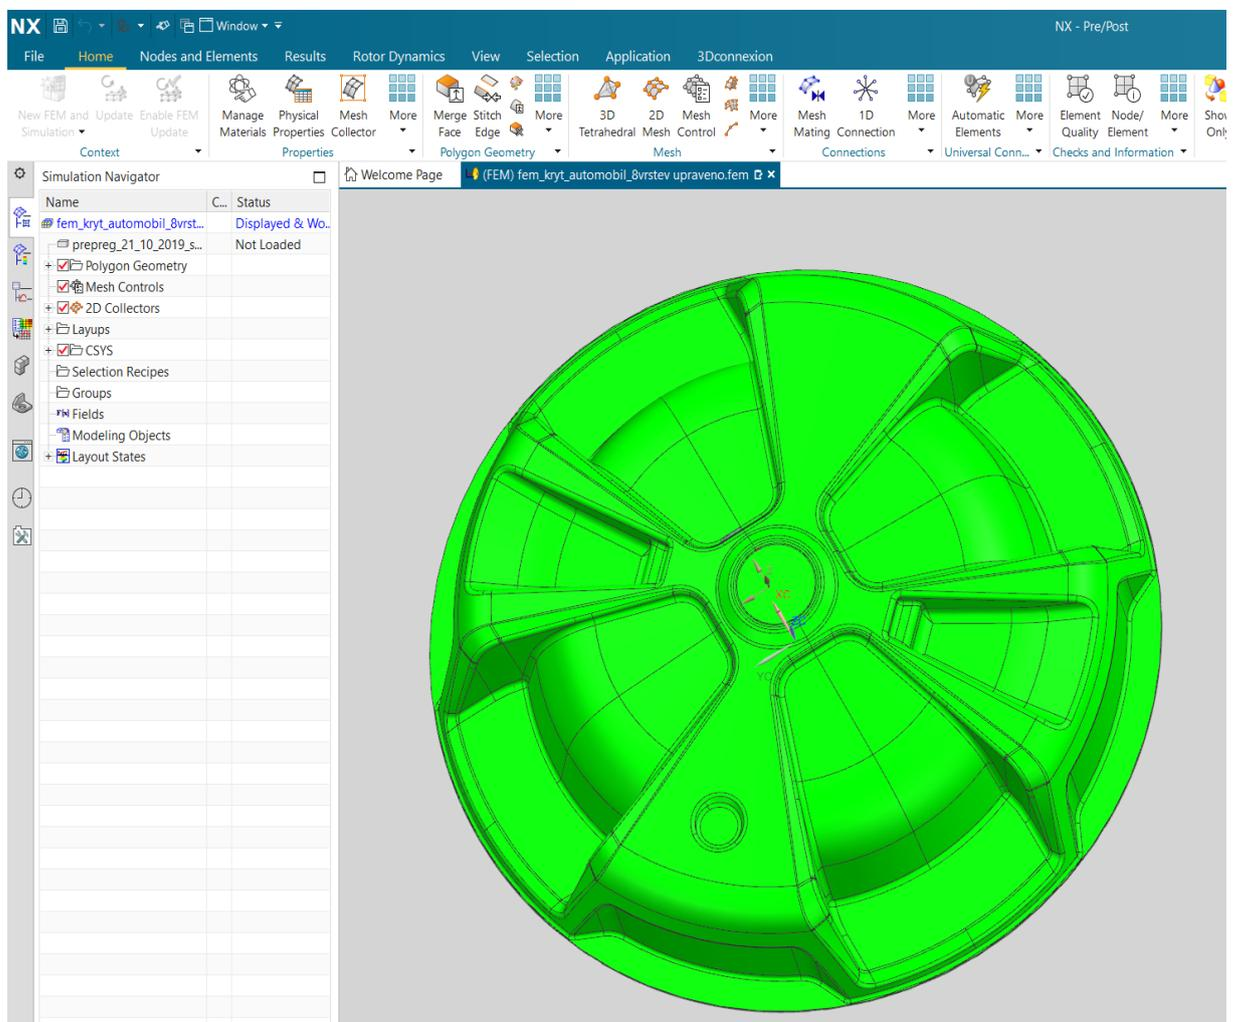 NX Window NX - Pre/Post
File Home Nodes and Elements Results Rotor Dynamics View Selection Application 3Dconnexion
New FEM and Simulation
Update
Enable FEM Update
Context
Manage Materials
Physical Properties
Mesh Collector
More
Properties
Merge Face
Stitch Edge
More
Polygon Geometry
3D Tetrahedral
2D Mesh
Mesh Control
More
Mesh
Mesh Mating
1D Connection
More
Connections
Automatic Elements
More
Universal Conn...
Element Quality
Node/ Element
More
Checks and Information
Simulation Navigator
Welcome Page
(FEM) fem_kryt_automobil_8vrstev upraveno.fem
Name C... Status
fem_kryt_automobil_8vrst... Displayed & Wo...
prepreg_21_10_2019_s... Not Loaded
Polygon Geometry
Mesh Controls
2D Collectors
Layups
CSYS
Selection Recipes
Groups
Fields
Modeling Objects
Layout States
XC
YC